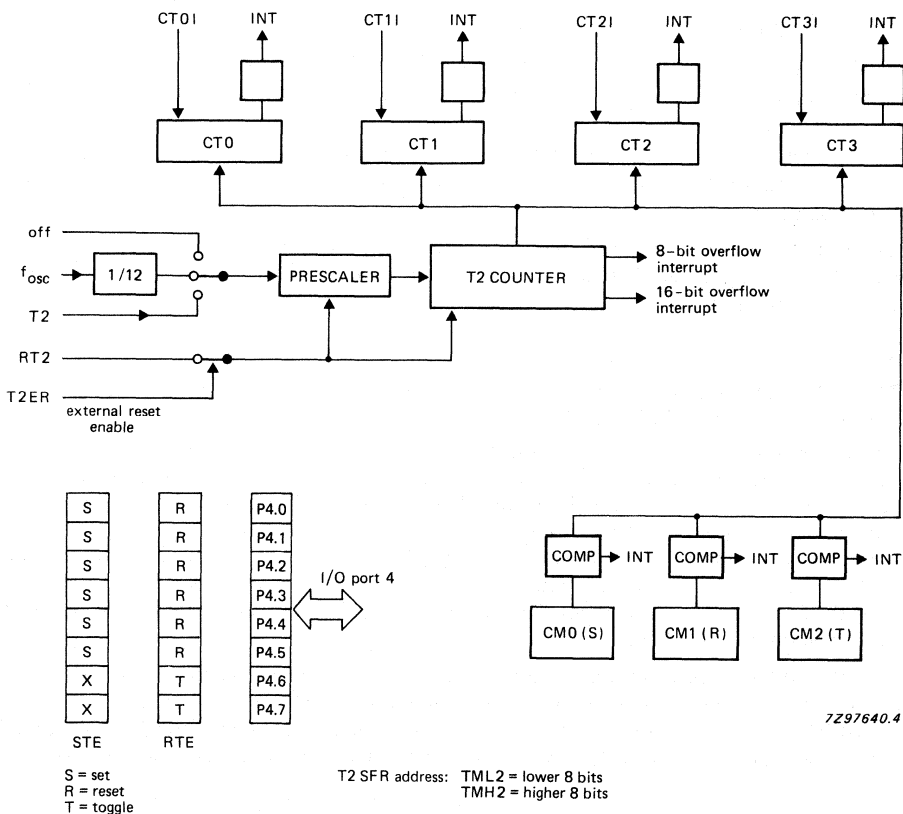 CT0I INT CT1I INT CT2I INT CT3I INT
CT0 CT1 CT2 CT3
off
fosc 1/12 PRESCALER T2 COUNTER
8-bit overflow
interrupt
16-bit overflow
interrupt
T2
RT2
T2ER
external reset
enable
S R P4.0
S R P4.1
S R P4.2
S R P4.3
S R P4.4
S R P4.5
X T P4.6
X T P4.7
STE RTE
I/O port 4
COMP INT COMP INT COMP INT
CM0 (S) CM1 (R) CM2 (T)
7Z97640.4
S = set
R = reset
T = toggle
T2 SFR address: TML2 = lower 8 bits
TMH2 = higher 8 bits